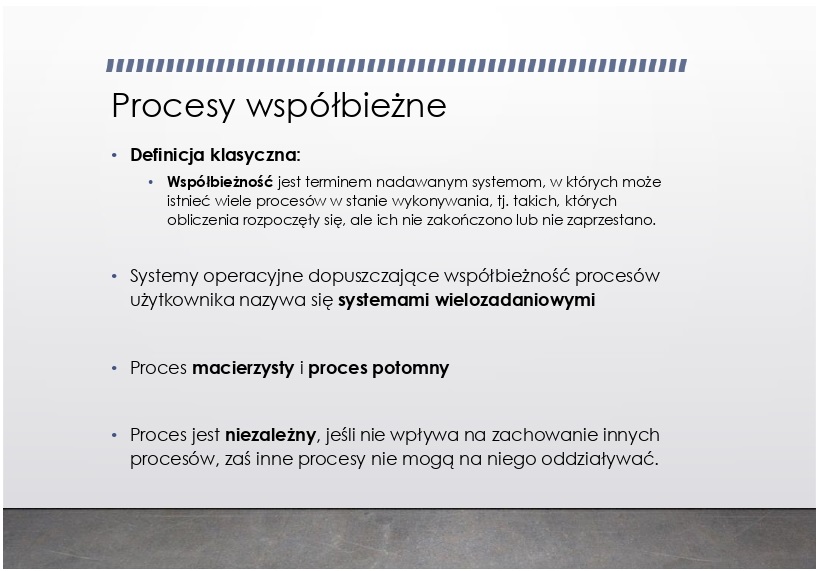 Procesy współbieżne
• Definicja klasyczna:
• Współbieżność jest terminem nadawanym systemom, w których może
istnieć wiele procesów w stanie wykonywania, tj. takich, których
obliczenia rozpoczęły się, ale ich nie zakończono lub nie zaprzestano.
• Systemy operacyjne dopuszczające współbieżność procesów
użytkownika nazywa się systemami wielozadaniowymi
• Proces macierzysty i proces potomny
• Proces jest niezależny, jeśli nie wpływa na zachowanie innych
procesów, zaś inne procesy nie mogą na niego oddziaływać.